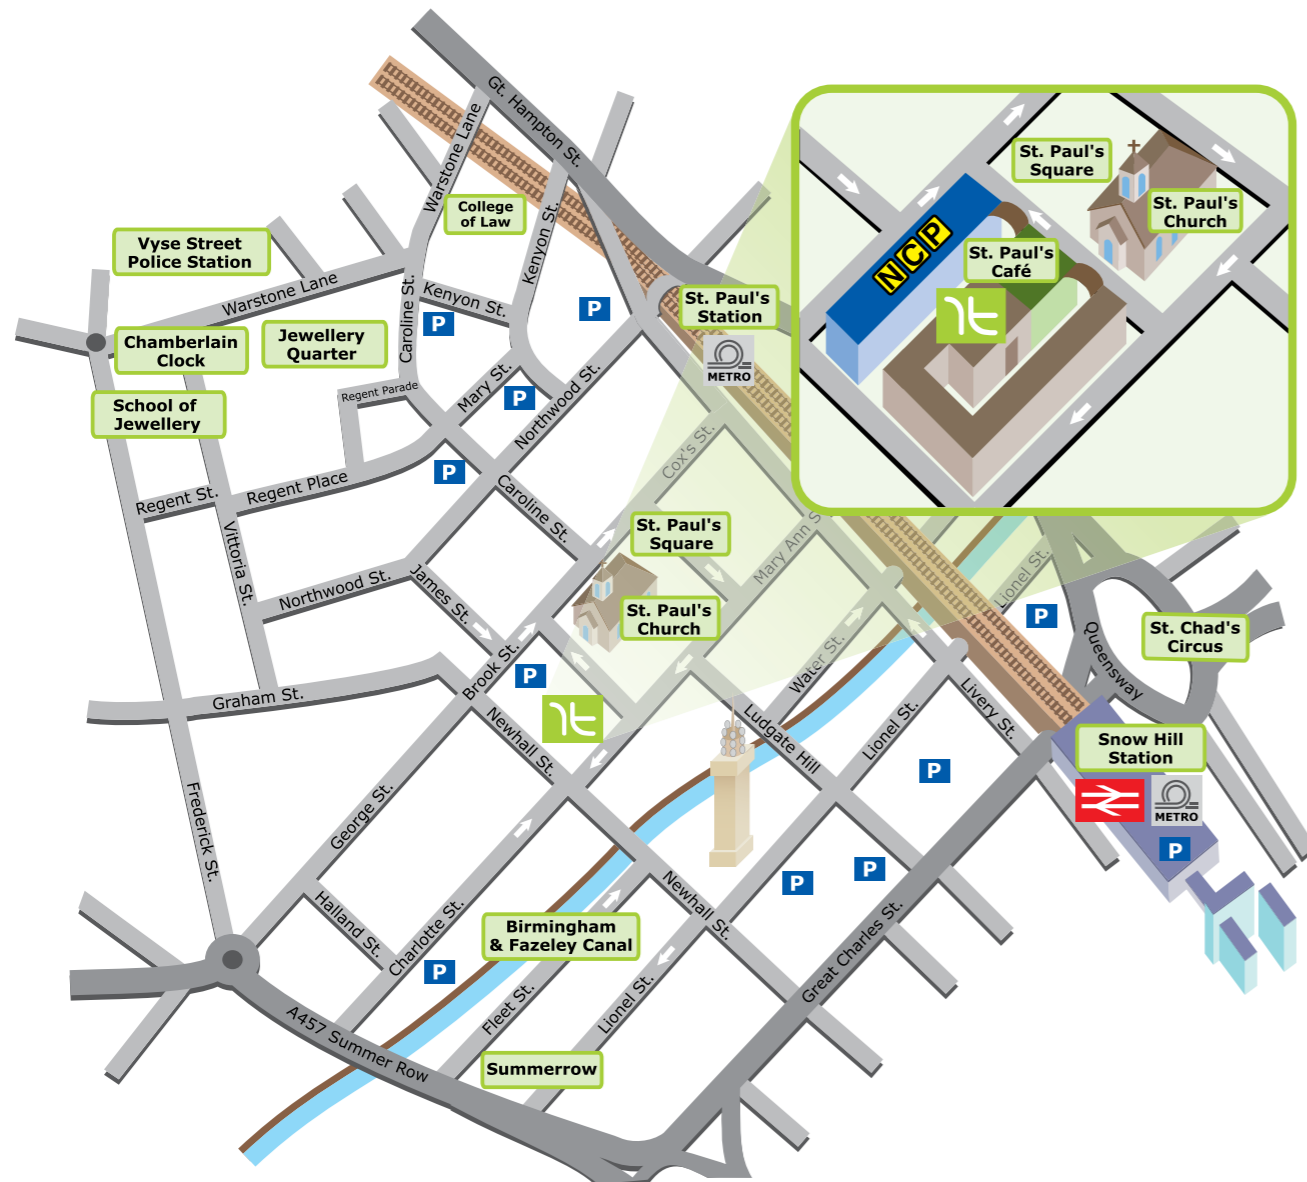 Gt. Hampton St.
Warstone Lane
College
of Law
Kenyon St.
Vyse Street
Police Station
Warstone Lane
Kenyon St.
P
P
Caroline St.
Chamberlain
Clock
Jewellery
Quarter
St. Paul's
Station
METRO
St. Paul's
Square
St. Paul's
Church
St. Paul's
Café
NCP
Regent Parade
Mary St.
P
Northwood St.
School of
Jewellery
Cox's St.
P
Regent St.
Regent Place
Caroline St.
Vittoria St.
St. Paul's
Square
Mary Ann S
Lionel St.
Northwood St.
James St.
St. Paul's
Church
P
St. Chad's
Circus
Queensway
Brook St.
P
Water St.
Graham St.
Newhall St.
Ludgate Hill
Lionel St.
Livery St.
Snow Hill
Station
METRO
P
P
Frederick St.
George St.
P
P
Newhall St.
Halland St.
Charlotte St.
Birmingham
& Fazeley Canal
P
Great Charles St.
Fleet St.
Lionel St.
A457 Summer Row
Summerrow